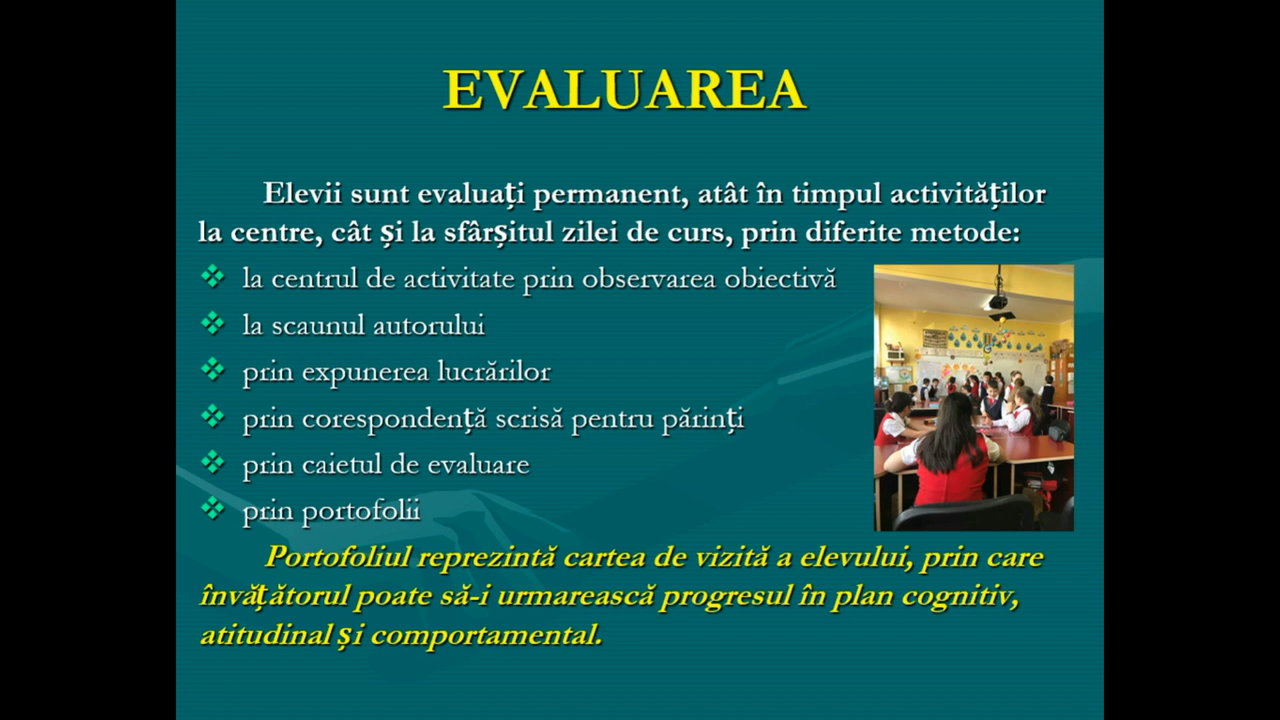 EVALUAREA
Elevii sunt evaluați permanent, atât în timpul activităților
la centre, cât și la sfârșitul zilei de curs, prin diferite metode:
la centrul de activitate prin observarea obiectivă
la scaunul autorului
prin expunerea lucrărilor
prin corespondență scrisă pentru părinți
prin caietul de evaluare
prin portofolii
Portofoliul reprezintă cartea de vizită a elevului, prin care
învățătorul poate să-i urmarească progresul în plan cognitiv,
atitudinal și comportamental.